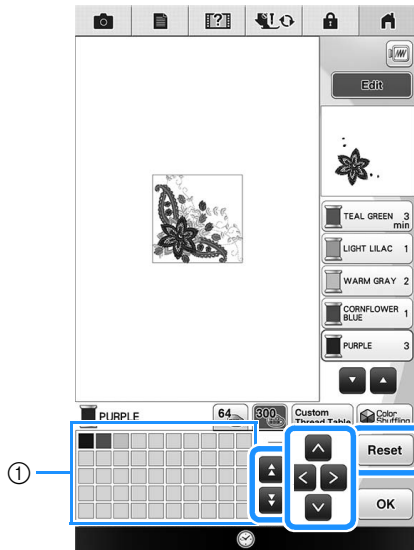 [?]
Edit
TEAL GREEN 3
min
LIGHT LILAC 1
WARM GRAY 2
CORNFLOWER 1
BLUE
PURPLE 3
PURPLE
64
300
Custom
Thread Table
Color
Shuffling
Reset
①
OK